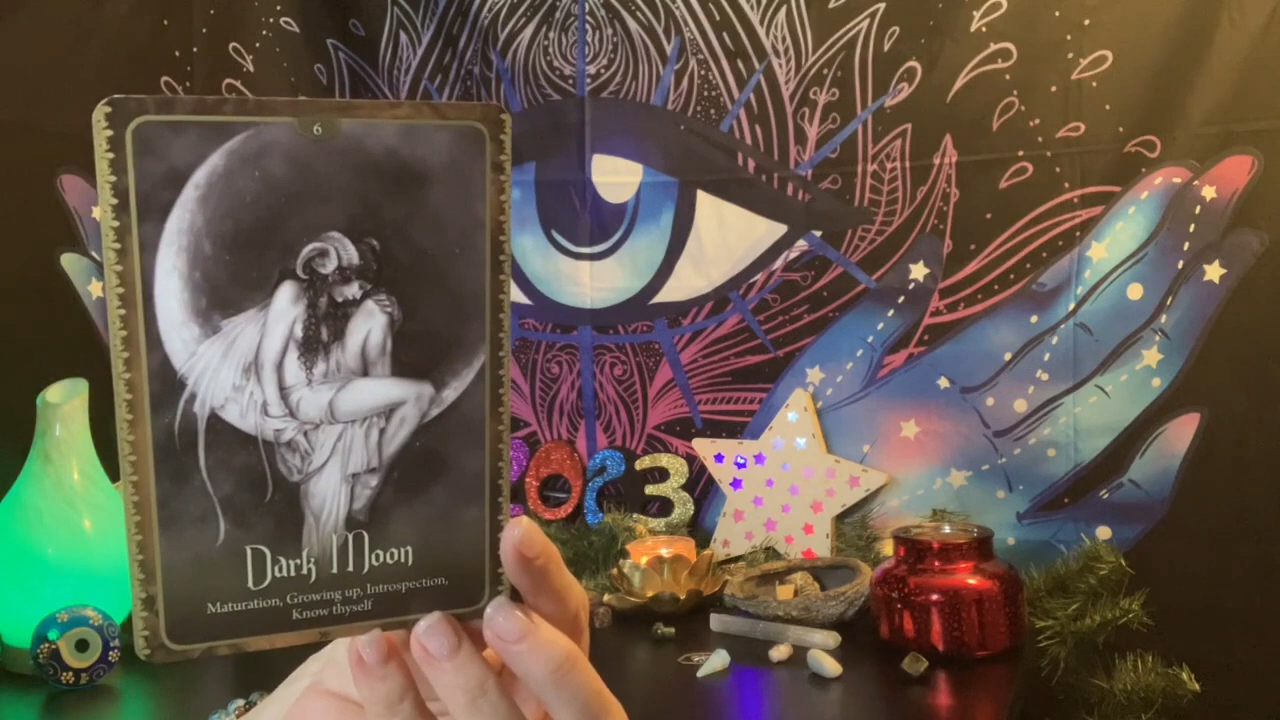 6
Dark Moon
Maturation, Growing up, Introspection,
Know thyself
2023